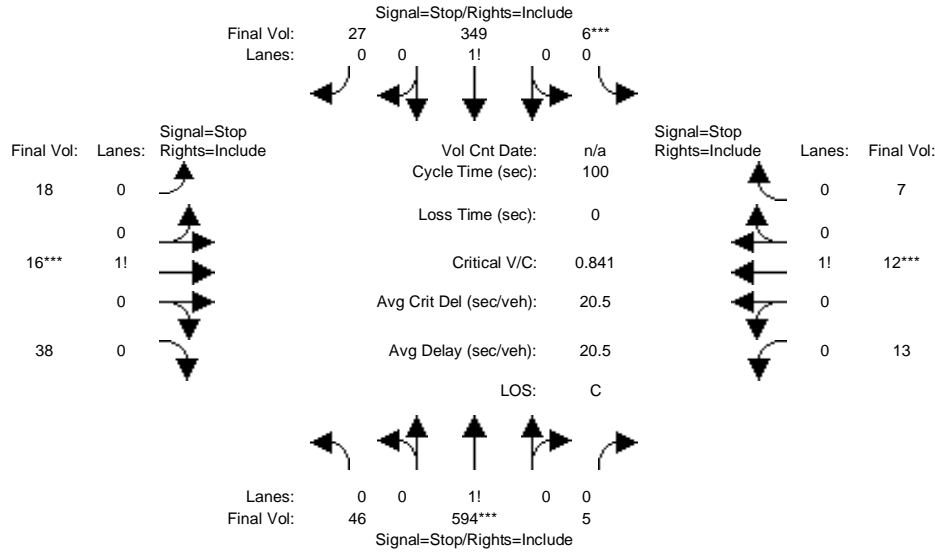 Signal=Stop/Rights=Include
Final Vol: 27 349 6***
Lanes: 0 0 1! 0 0
Signal=Stop Signal=Stop
Final Vol: Lanes: Rights=Include Vol Cnt Date: n/a Rights=Include Lanes: Final Vol:
Cycle Time (sec): 100
18 0 0 7
Loss Time (sec): 0
0 0
16*** 1! Critical V/C: 0.841 1! 12***
0 Avg Crit Del (sec/veh): 20.5 0
38 0 Avg Delay (sec/veh): 20.5 0 13
LOS: C
Lanes: 0 0 1! 0 0
Final Vol: 46 594*** 5
Signal=Stop/Rights=Include